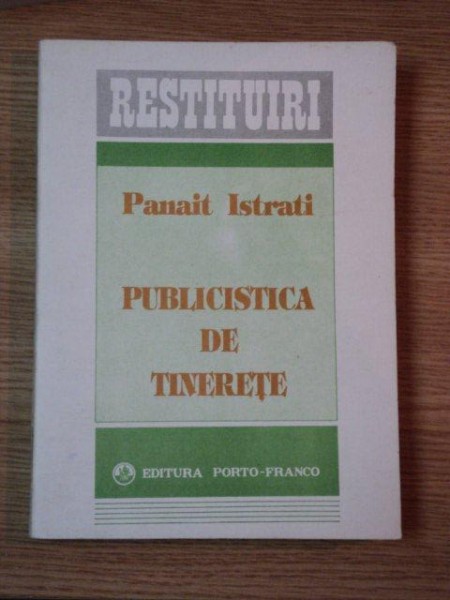 RESTITUIRI
Panait Istrati
PUBLICISTICA
DE
TINEREȚE
EDITURA PORTO-FRANCO